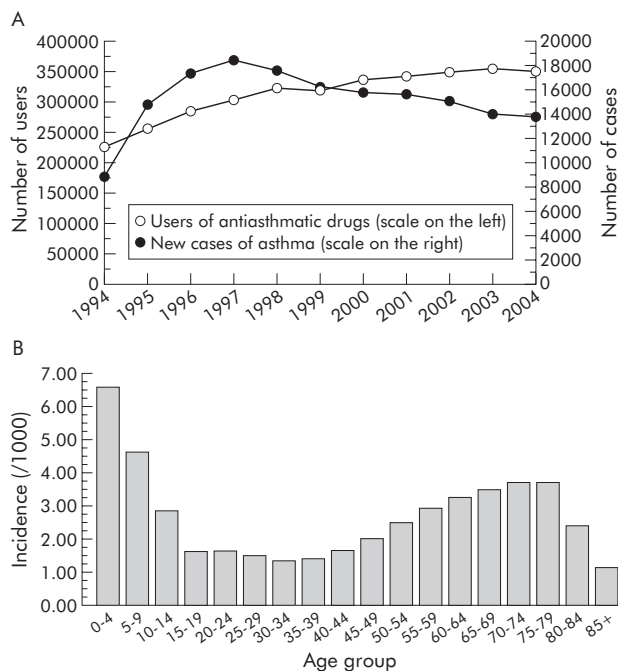 A
400000
350000
300000
250000
200000
150000
100000
50000
0
Number of users
20000
18000
16000
14000
12000
10000
8000
6000
4000
2000
0
Number of cases
Users of antiasthmatic drugs (scale on the left)
New cases of asthma (scale on the right)
1994 1995 1996 1997 1998 1999 2000 2001 2002 2003 2004
B
7.00
6.00
5.00
4.00
3.00
2.00
1.00
0.00
Incidence (/1000)
0-4 5-9 10-14 15-19 20-24 25-29 30-34 35-39 40-44 45-49 50-54 55-59 60-64 65-69 70-74 75-79 80-84 85+
Age group